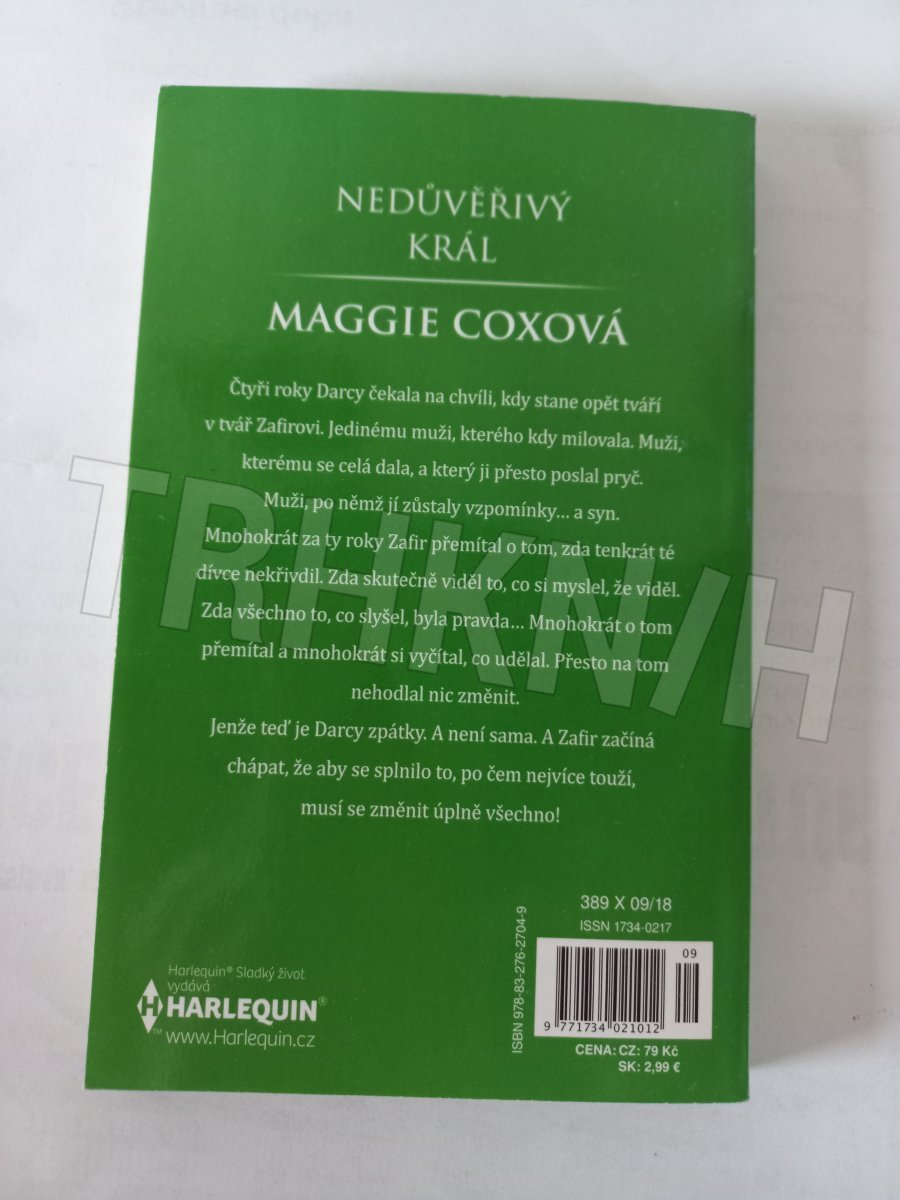 NEDŮVĚŘIVÝ
KRÁL
MAGGIE COXOVÁ
Čtyři roky Darcy čekala na chvíli, kdy stane opět tváří
v tvář Zafirovi. Jedinému muži, kterého kdy milovala. Muži,
kterému se celá dala, a který ji přesto poslal pryč.
Muži, po němž jí zůstaly vzpomínky... a syn.
Mnohokrát za ty roky Zafir přemítal o tom, zda tenkrát té
dívce nekřivdil. Zda skutečně viděl to, co si myslel, že viděl.
Zda všechno to, co slyšel, byla pravda... Mnohokrát o tom
přemítal a mnohokrát si vyčítal, co udělal. Přesto na tom
nehodlal nic změnit.
Jenže teď je Darcy zpátky. A není sama. A Zafir začíná
chápat, že aby se splnilo to, po čem nejvíce touží,
musí se změnit úplně všechno!
TRHKN/H
389 X 09/18
ISSN 1734-0217
ISBN 978-83-276-2704-9
09
9 771734 021012
CENA: CZ: 79 Kč
SK: 2,99 €
Harlequin® Sladký život
vydává
H HARLEQUIN®
™ www.Harlequin.cz